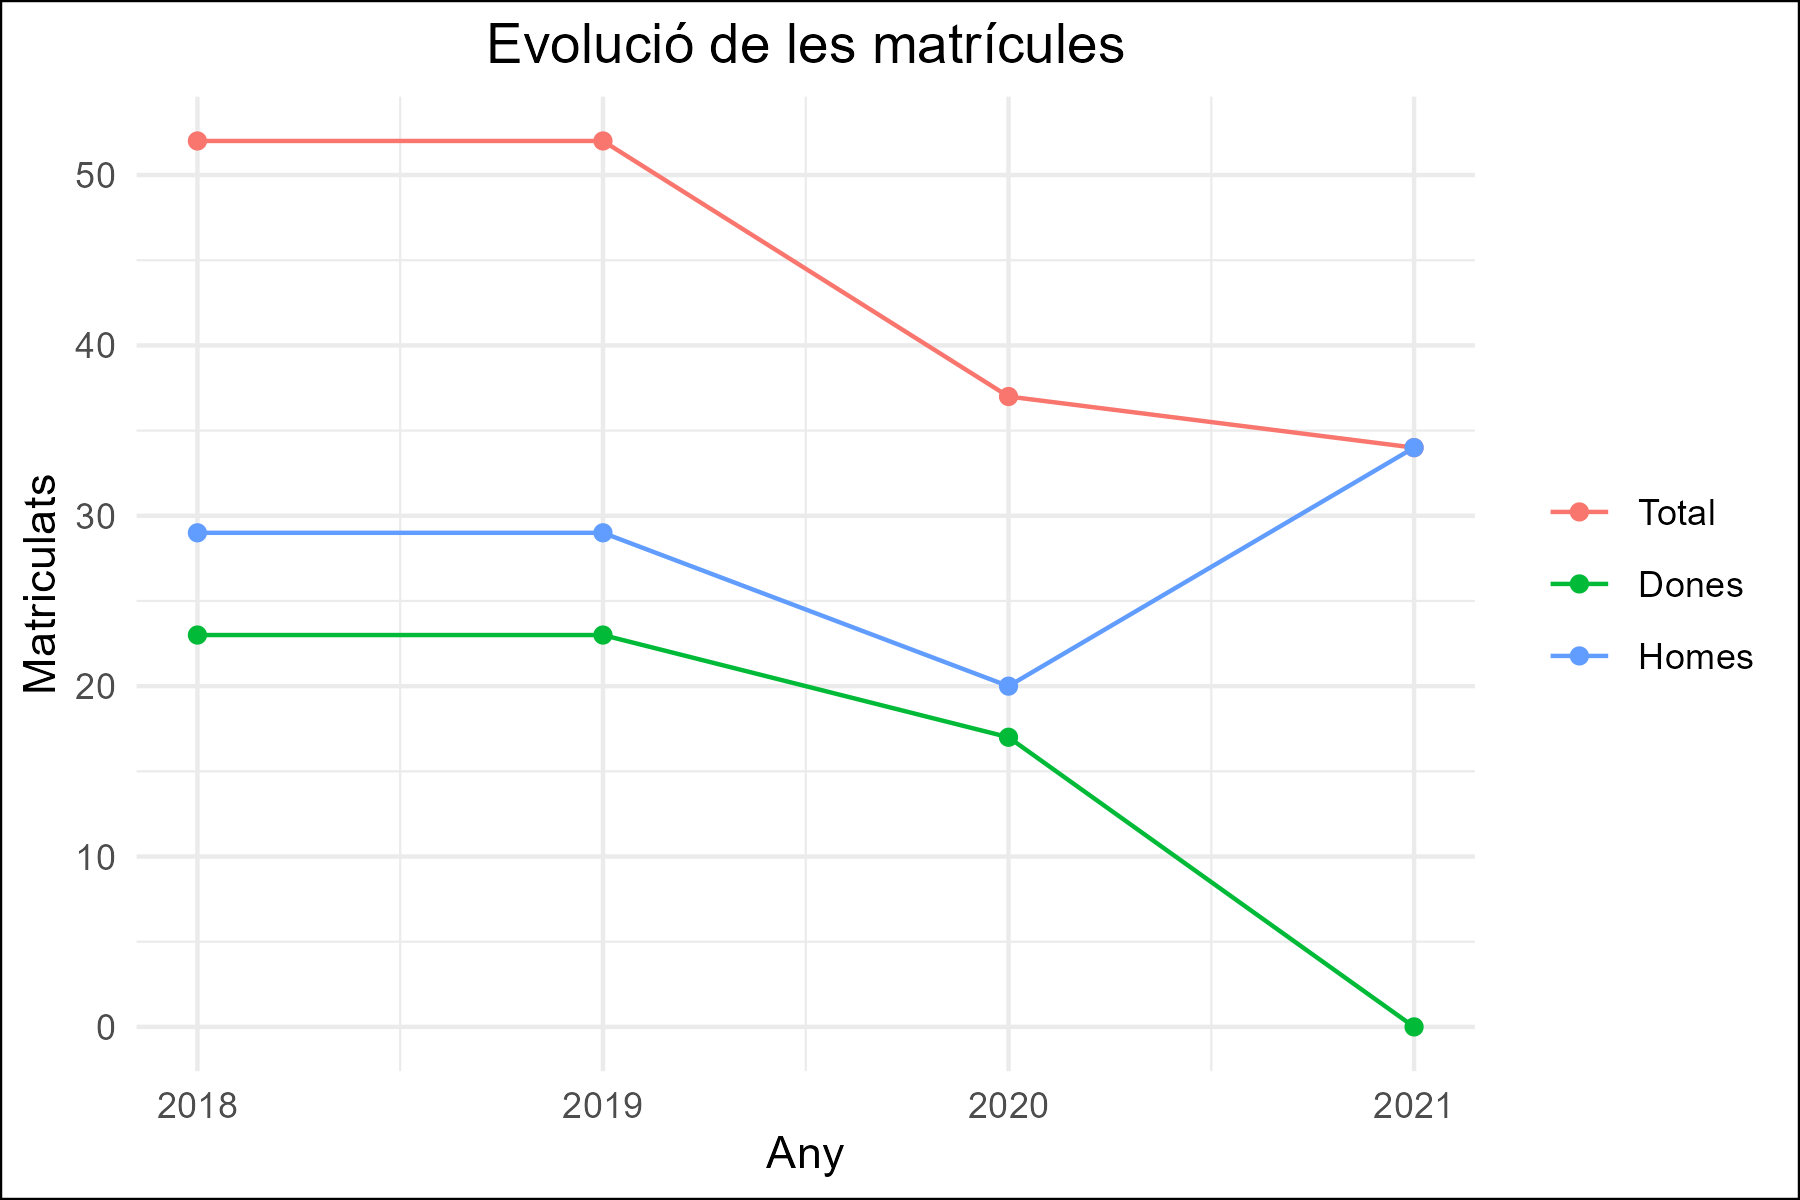 Evolució de les matrícules
Matriculats
50
40
30
20
10
0
2018 2019 2020 2021
Any
Total
Dones
Homes